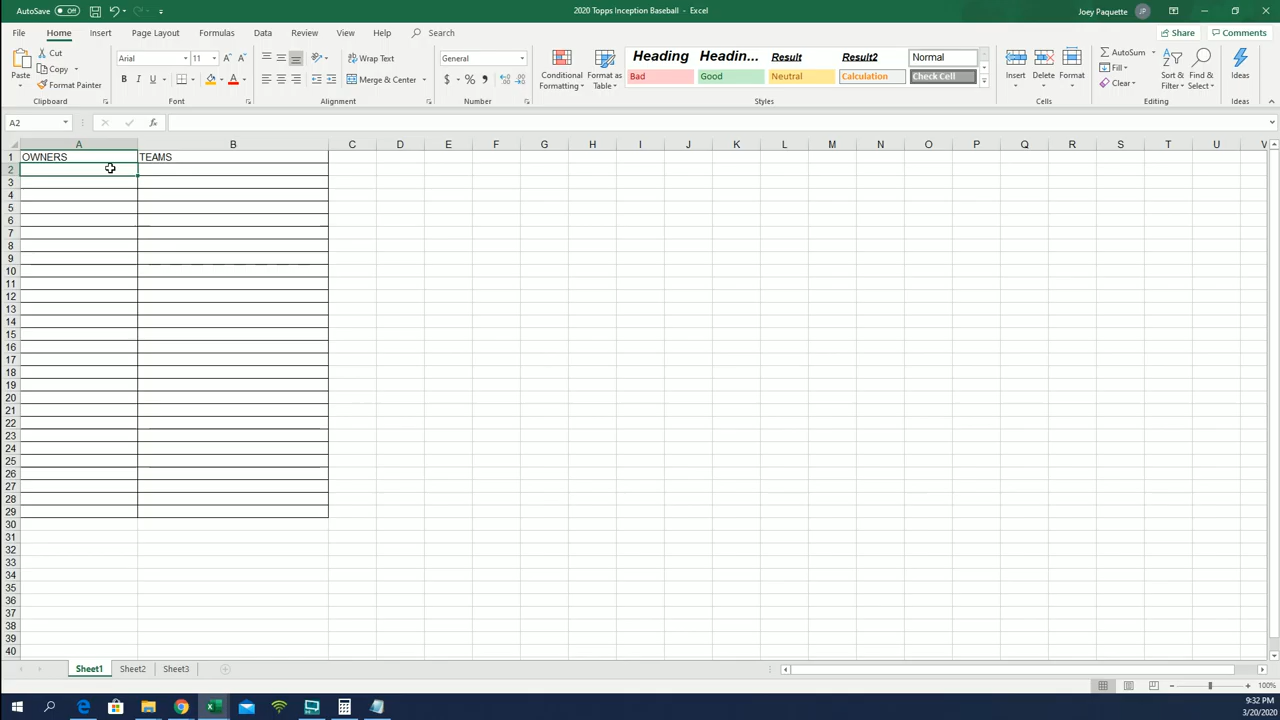 AutoSave Off
2020 Topps Inception Baseball - Excel
Joey Paquette JP
File Home Insert Page Layout Formulas Data Review View Help Search
Share Comments
Paste
Cut
Copy
Format Painter
Clipboard
Arial 11
B I U
Font
Wrap Text
Merge & Center
Alignment
General
$ % ,
Number
Conditional Formatting
Format as Table
Heading Headin... Result Result2 Normal
Bad Good Neutral Calculation Check Cell
Styles
Insert Delete Format
Cells
AutoSum
Fill
Clear
Sort & Filter
Find & Select
Editing
Ideas
Ideas
A2 fx
A B C D E F G H I J K L M N O P Q R S T U V
1 OWNERS TEAMS
2
3
4
5
6
7
8
9
10
11
12
13
14
15
16
17
18
19
20
21
22
23
24
25
26
27
28
29
30
31
32
33
34
35
36
37
38
39
40
Sheet1 Sheet2 Sheet3
100%
9:32 PM
3/20/2020